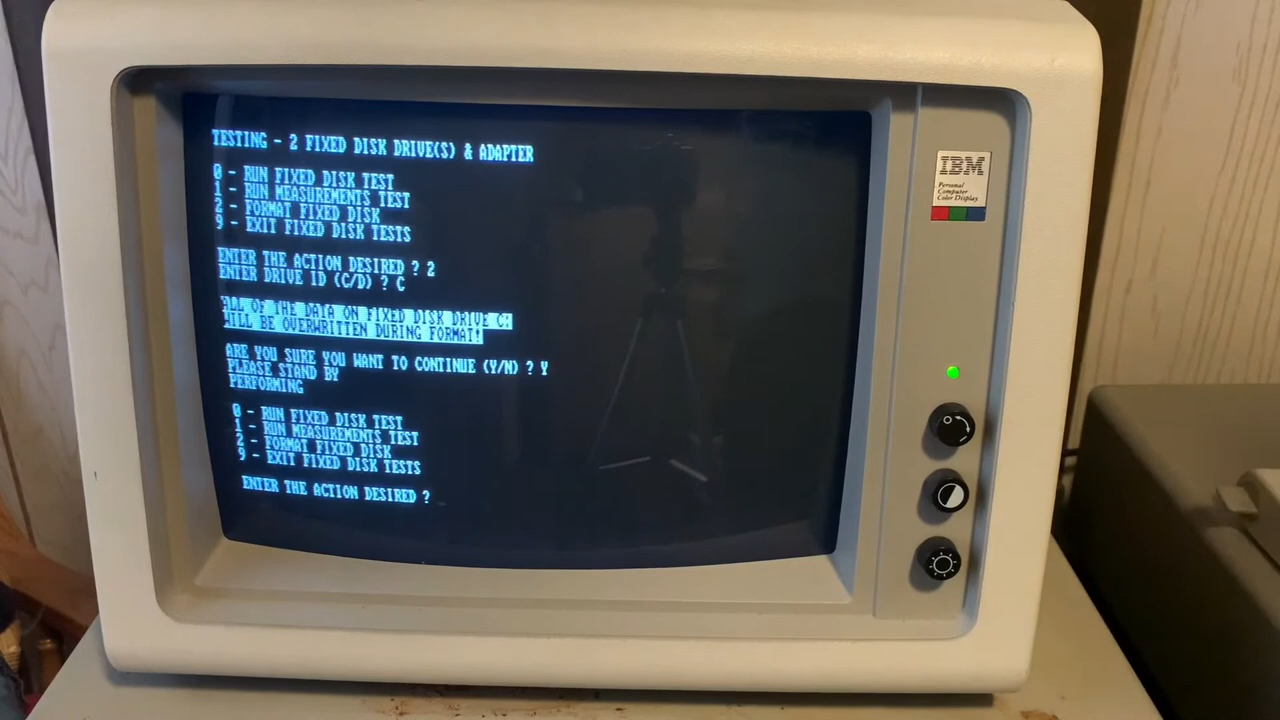 TESTING - 2 FIXED DISK DRIVE(S) & ADAPTER
0 - RUN FIXED DISK TEST
1 - RUN MEASUREMENTS TEST
2 - FORMAT FIXED DISK
9 - EXIT FIXED DISK TESTS
ENTER THE ACTION DESIRED ? 2
ENTER DRIVE ID (C/D) ? C
ALL OF THE DATA ON FIXED DISK DRIVE C:
WILL BE OVERWRITTEN DURING FORMAT!
ARE YOU SURE YOU WANT TO CONTINUE (Y/N) ? Y
PLEASE STAND BY
PERFORMING
0 - RUN FIXED DISK TEST
1 - RUN MEASUREMENTS TEST
2 - FORMAT FIXED DISK
9 - EXIT FIXED DISK TESTS
ENTER THE ACTION DESIRED ?
IBM
Personal
Computer
Color Display